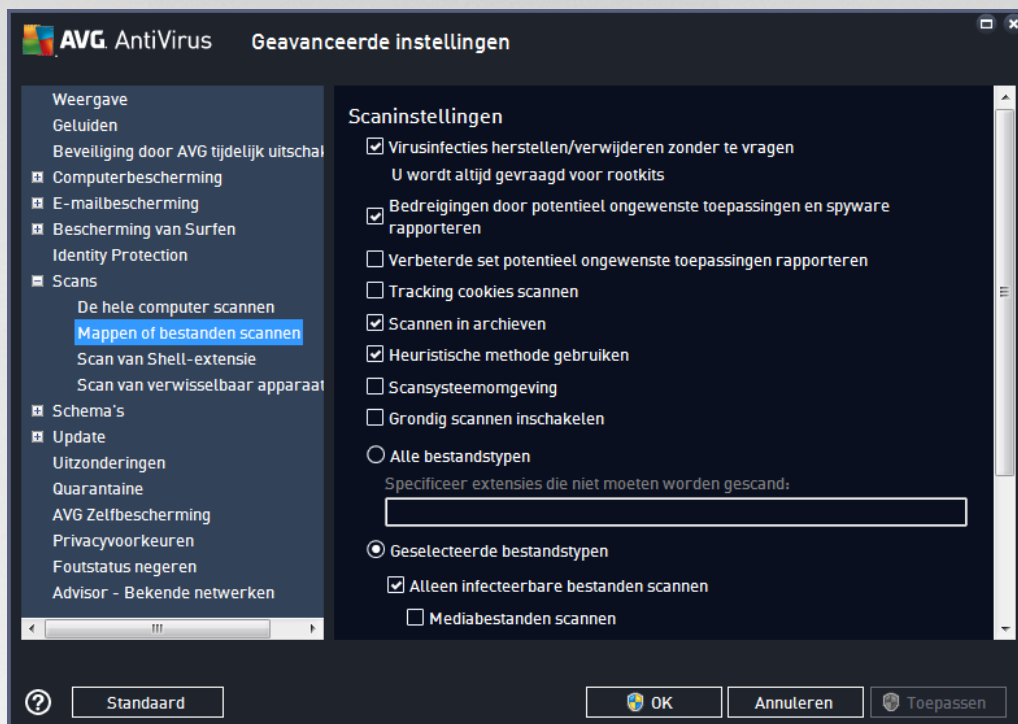 AVG. AntiVirus Geavanceerde instellingen
Weergave
Geluiden
Beveiliging door AVG tijdelijk uitschak
Computerbescherming
E-mailbescherming
Bescherming van Surfen
Identity Protection
Scans
De hele computer scannen
Mappen of bestanden scannen
Scan van Shell-extensie
Scan van verwisselbaar apparaat
Schema's
Update
Uitzonderingen
Quarantaine
AVG Zelfbescherming
Privacyvoorkeuren
Foutstatus negeren
Advisor - Bekende netwerken
Scaninstellingen
Virusinfecties herstellen/verwijderen zonder te vragen
U wordt altijd gevraagd voor rootkits
Bedreigingen door potentieel ongewenste toepassingen en spyware
rapporteren
Verbeterde set potentieel ongewenste toepassingen rapporteren
Tracking cookies scannen
Scannen in archieven
Heuristische methode gebruiken
Scansysteemomgeving
Grondig scannen inschakelen
Alle bestandstypen
Specificeer extensies die niet moeten worden gescand:
Geselecteerde bestandstypen
Alleen infecteerbare bestanden scannen
Mediabestanden scannen
Standaard OK Annuleren Toepassen